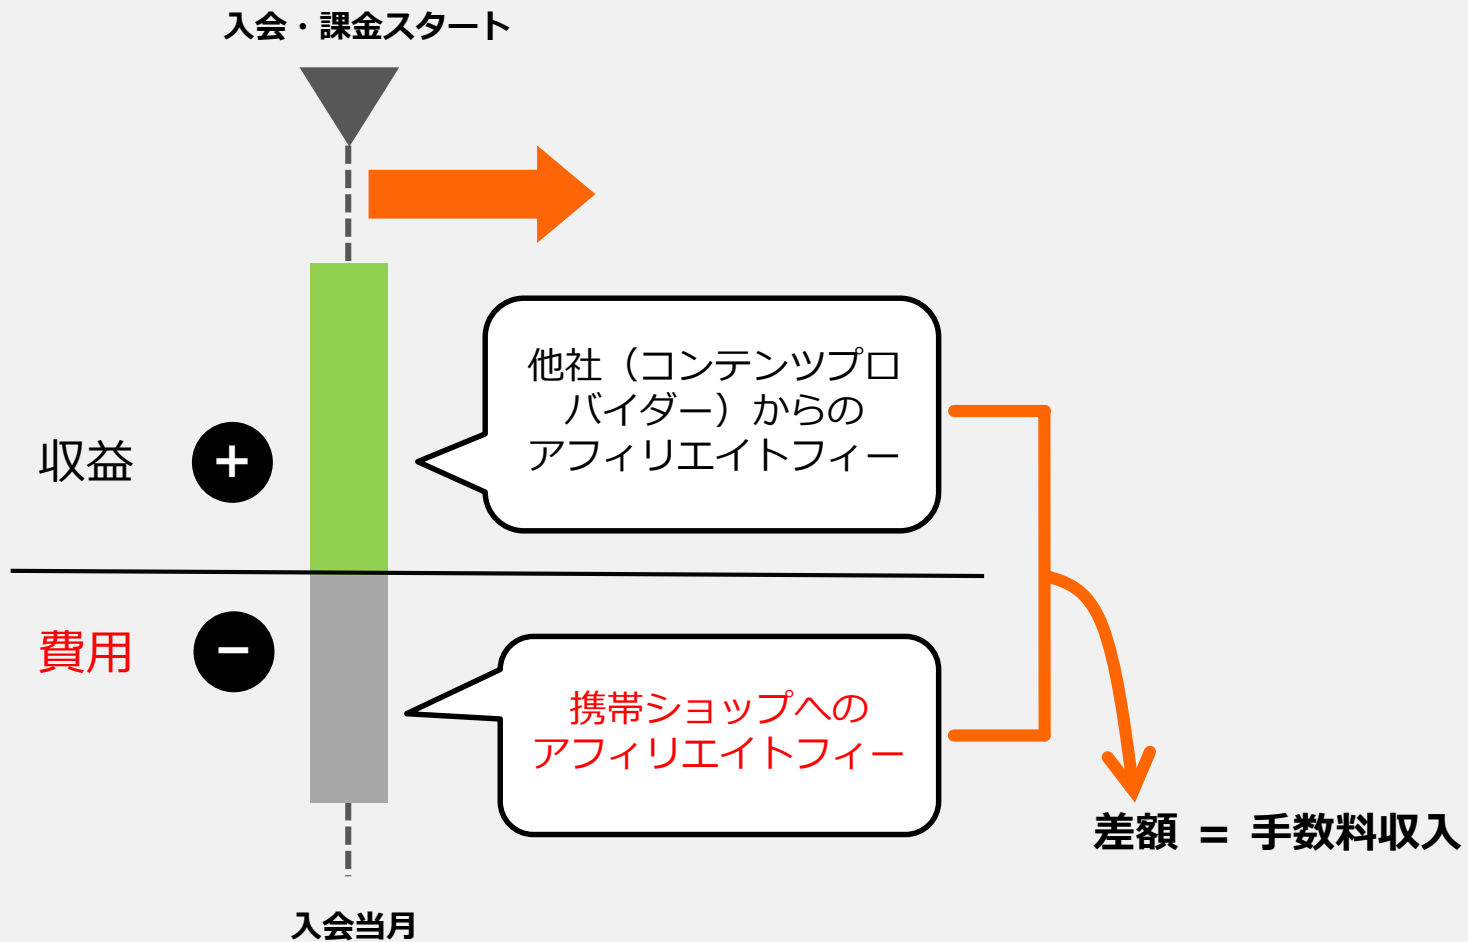 入会・課金スタート
他社（コンテンツプロ
バイダー）からの
アフィリエイトフィー
収益
+
費用
−
携帯ショップへの
アフィリエイトフィー
差額 = 手数料収入
入会当月